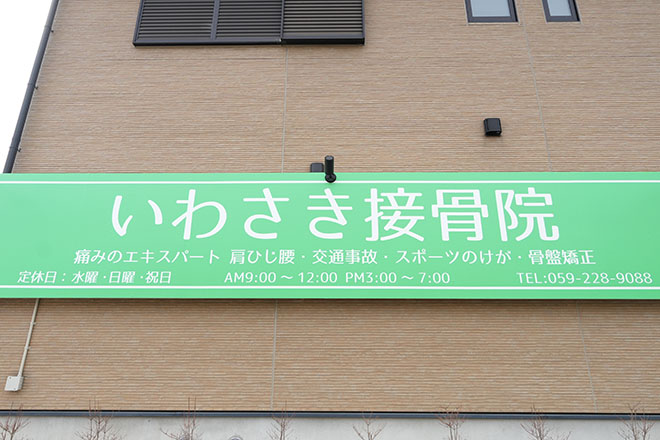 いわさき接骨院
痛みのエキスパート 肩ひじ腰・交通事故・スポーツのけが・骨盤矯正
定休日：水曜・日曜・祝日 AM9:00～12:00 PM3:00～7:00 TEL:059-228-9088